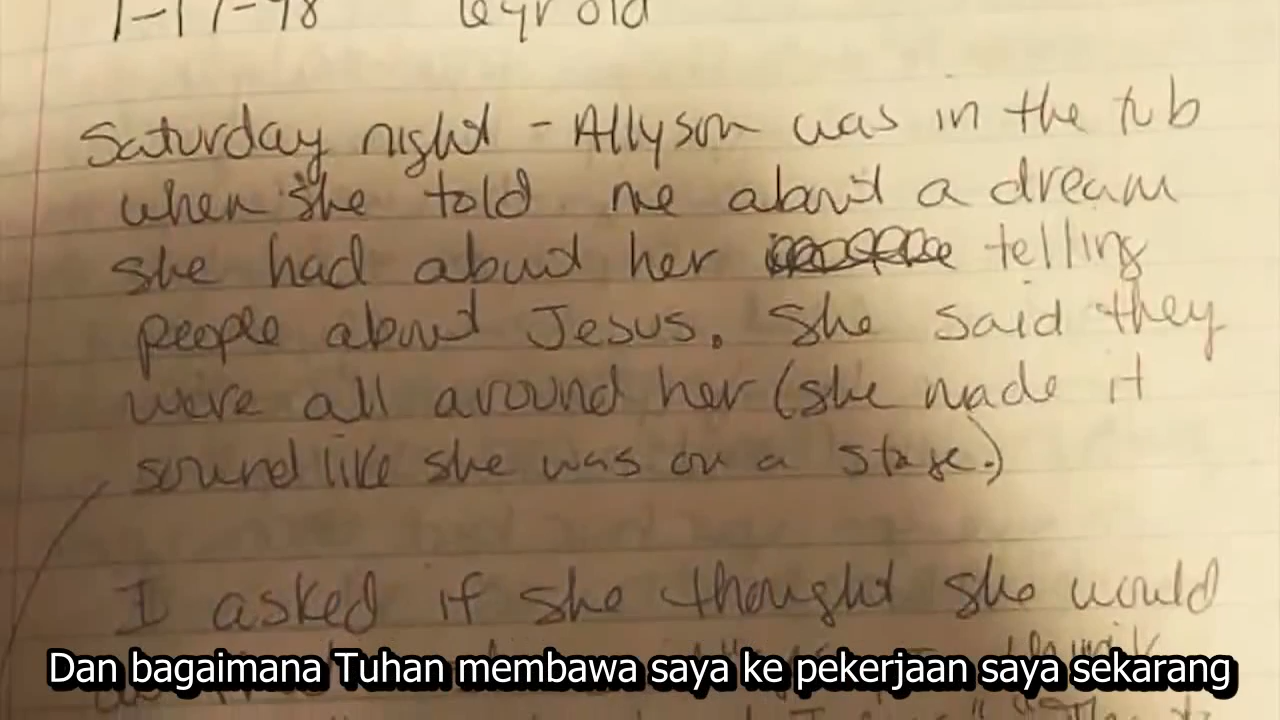 1-17-98 6yr old
Saturday night - Allyson was in the tub
when she told me about a dream
she had about her telling
people about Jesus. She said they
were all around her (she made it
sound like she was on a stage.)
I asked if she thought she would
Dan bagaimana Tuhan membawa saya ke pekerjaan saya sekarang